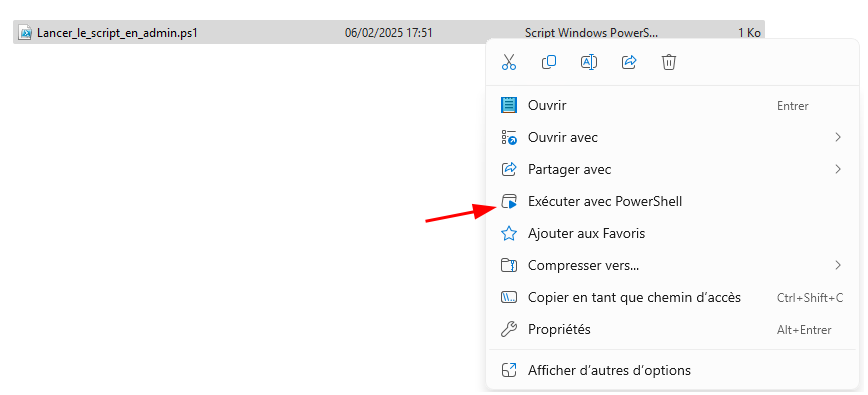 Lancer_le_script_en_admin.ps1 06/02/2025 17:51 Script Windows PowerS... 1 Ko
Ouvrir Entrer
Ouvrir avec
Partager avec
Exécuter avec PowerShell
Ajouter aux Favoris
Compresser vers...
Copier en tant que chemin d’accès Ctrl+Shift+C
Propriétés Alt+Entrer
Afficher d’autres d’options